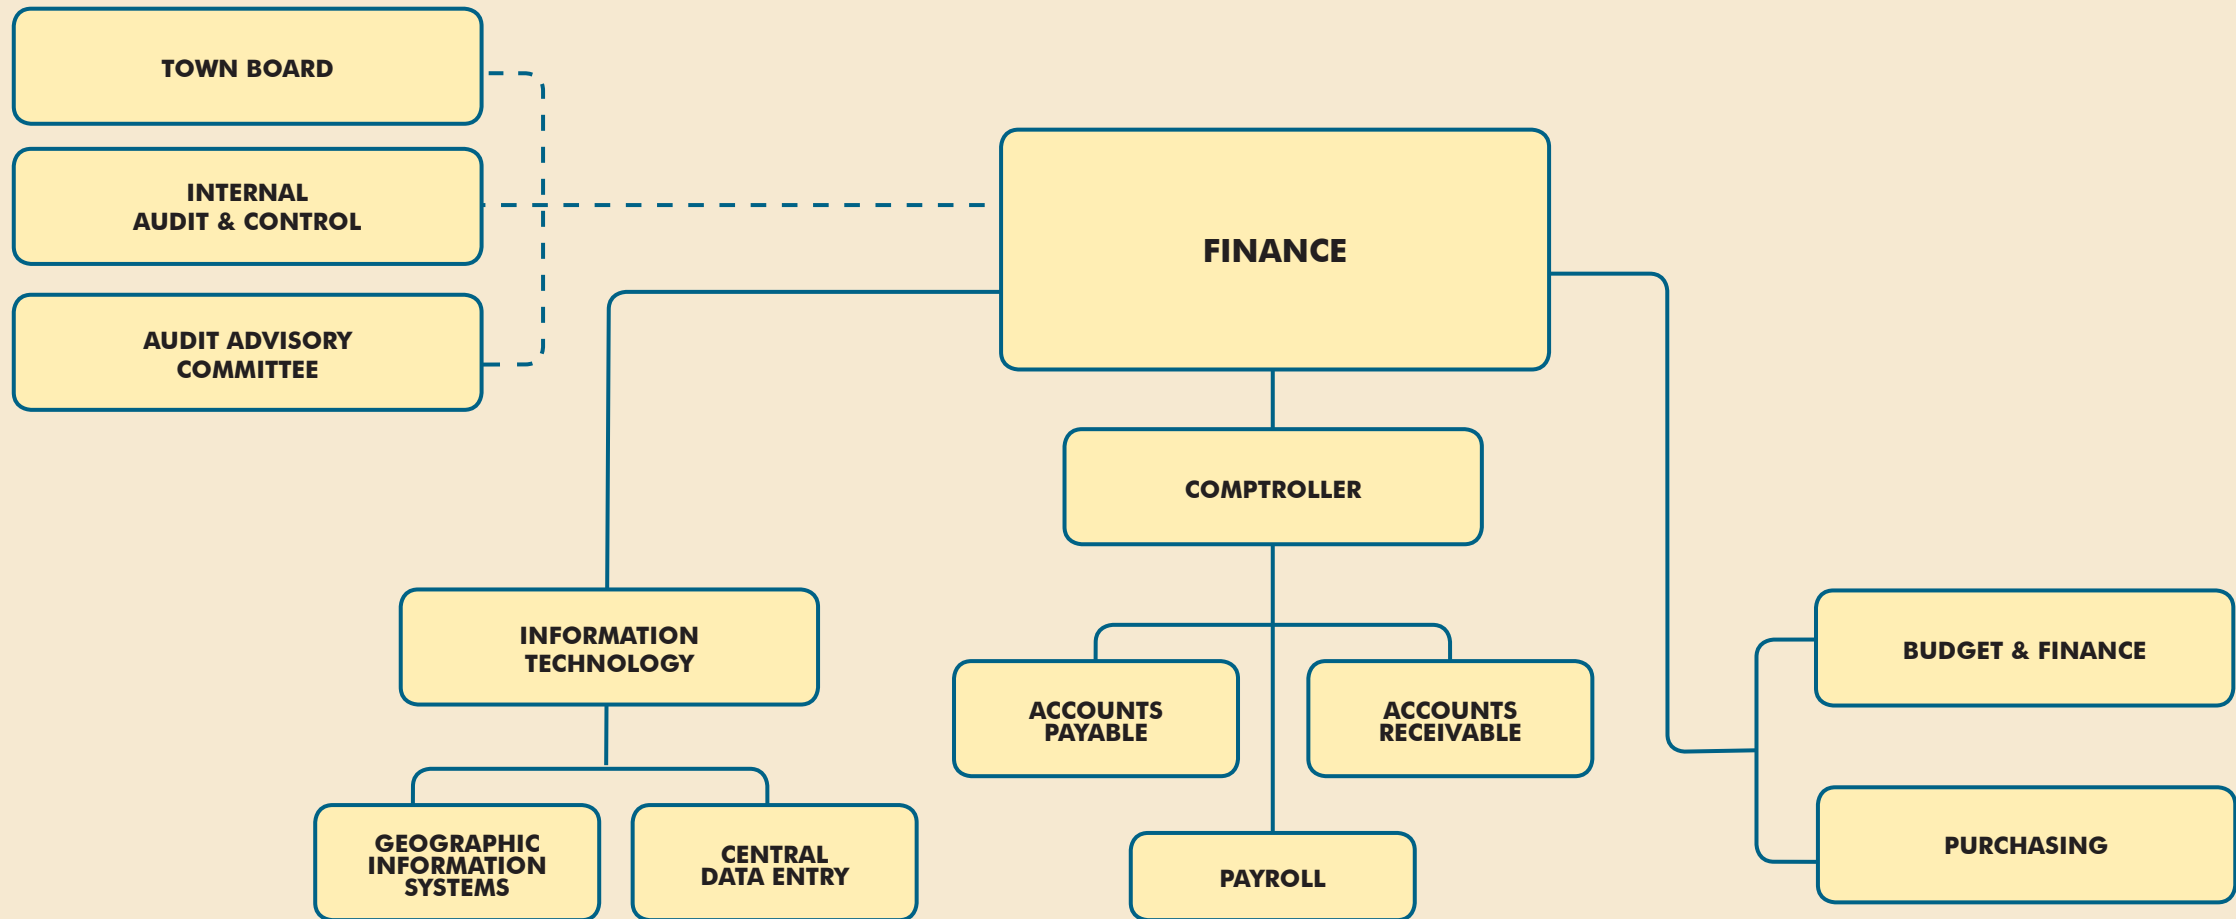 TOWN BOARD
INTERNAL
AUDIT & CONTROL
AUDIT ADVISORY
COMMITTEE
FINANCE
COMPTROLLER
INFORMATION
TECHNOLOGY
GEOGRAPHIC
INFORMATION
SYSTEMS
CENTRAL
DATA ENTRY
ACCOUNTS
PAYABLE
ACCOUNTS
RECEIVABLE
PAYROLL
BUDGET & FINANCE
PURCHASING